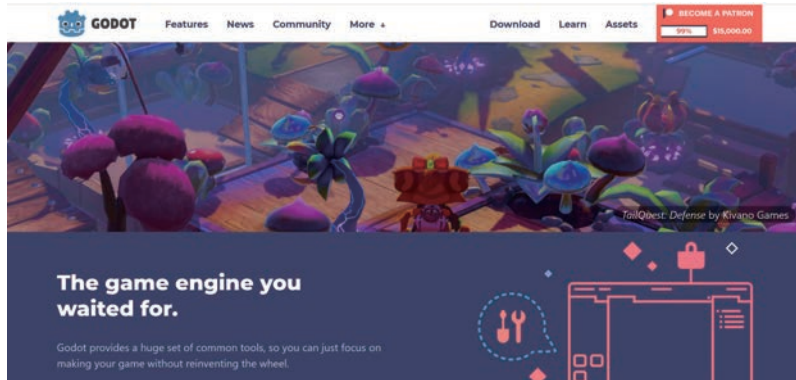 GODOT Features News Community More ↓ Download Learn Assets BECOME A PATRON
99% $15,000.00
TailQuest: Defense by Kivano Games
The game engine you
waited for.
Godot provides a huge set of common tools, so you can just focus on
making your game without reinventing the wheel.